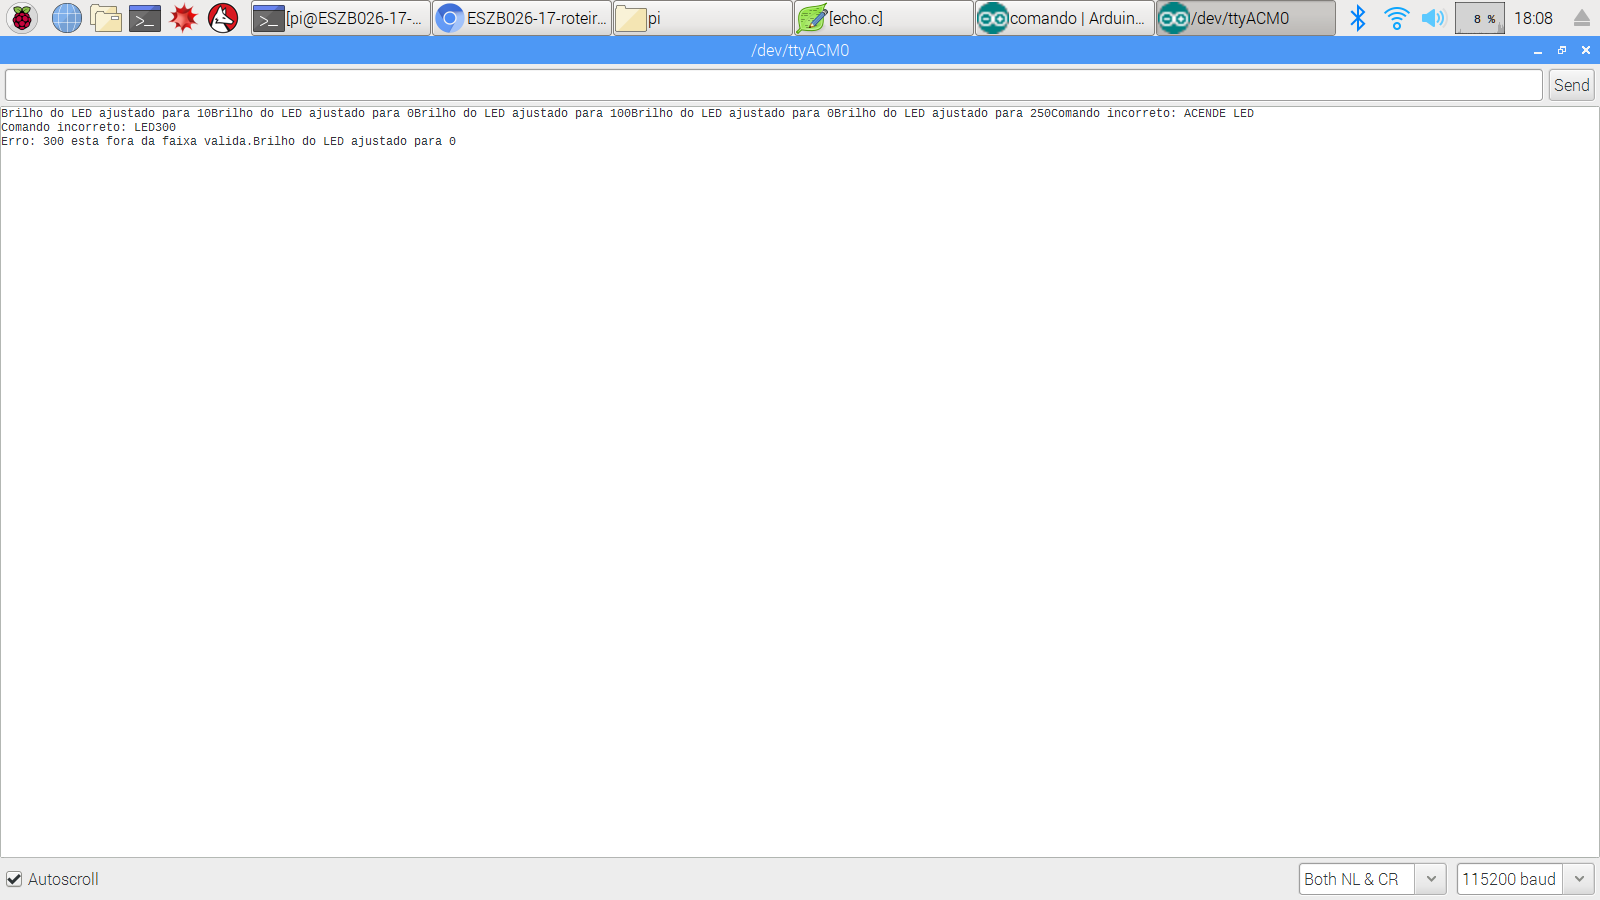 [pi@ESZB026-17-...
ESZB026-17-roteir...
pi
[echo.c]
comando | Arduin...
/dev/ttyACM0
8 %
18:08
/dev/ttyACM0
Send
Brilho do LED ajustado para 10Brilho do LED ajustado para 0Brilho do LED ajustado para 100Brilho do LED ajustado para 0Brilho do LED ajustado para 250Comando incorreto: ACENDE LED
Comando incorreto: LED300
Erro: 300 esta fora da faixa valida.Brilho do LED ajustado para 0
Autoscroll
Both NL & CR
115200 baud